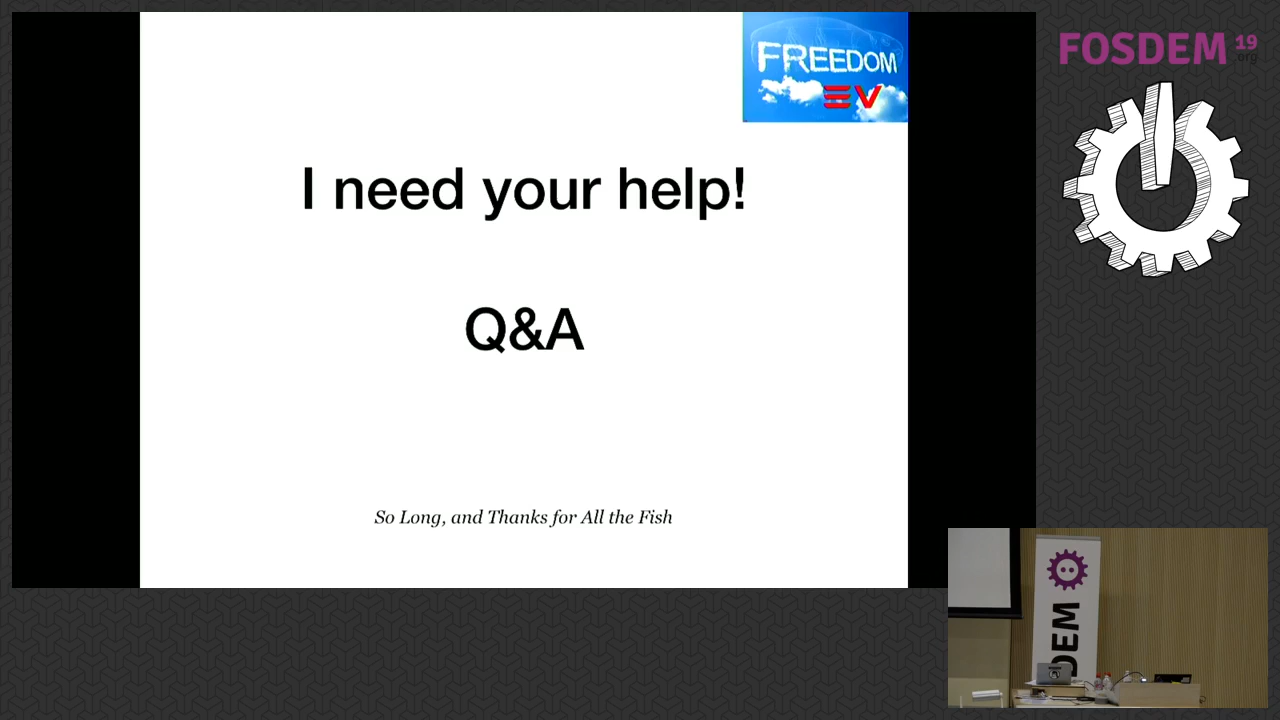 FREEDOM
EV
I need your help!
Q&A
So Long, and Thanks for All the Fish
FOSDEM 19
.org
DEM